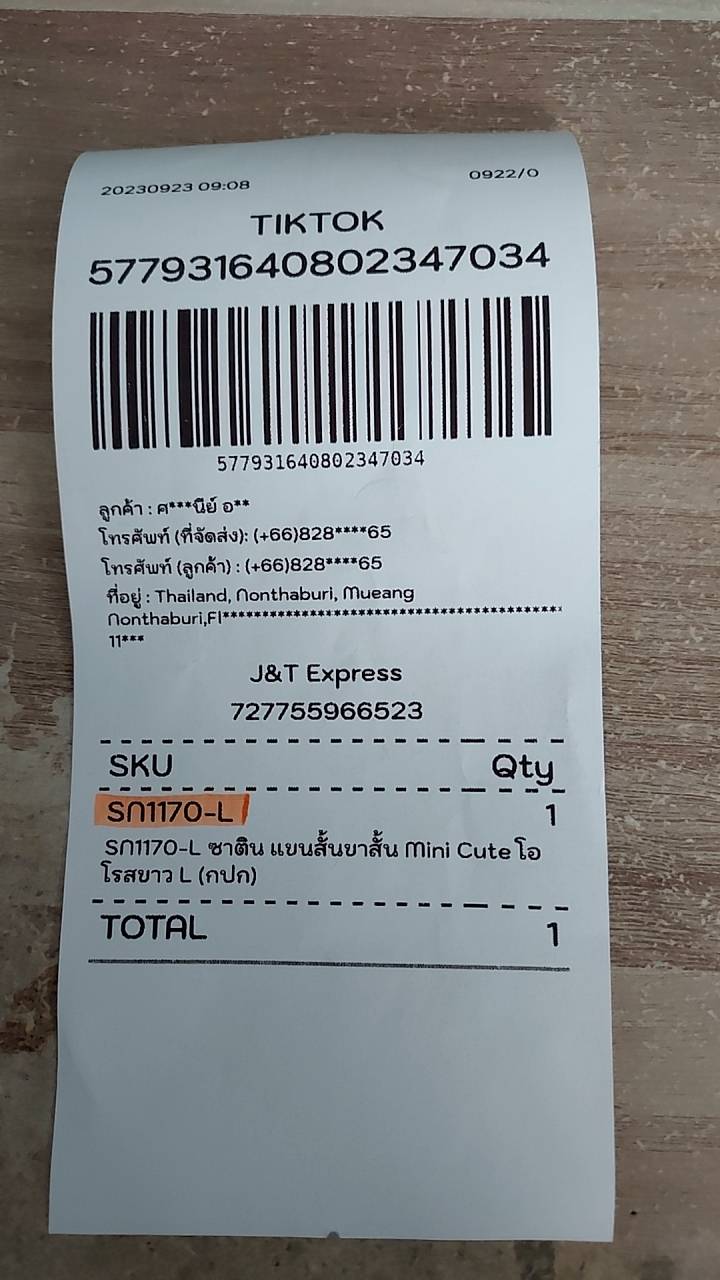 20230923 09:08 0922/0
TIKTOK
577931640802347034
577931640802347034
ลูกค้า : ศ***นีย์ อ**
โทรศัพท์ (ที่จัดส่ง): (+66)828****65
โทรศัพท์ (ลูกค้า) : (+66)828****65
ที่อยู่ : Thailand, Nonthaburi, Mueang
Nonthaburi,Fl******************************************
11***
J&T Express
727755966523
SKU Qty
SN1170-L 1
SN1170-L ซาติน แขนสั้นขาสั้น Mini Cute โอ
โรสขาว L (กปก)
TOTAL 1